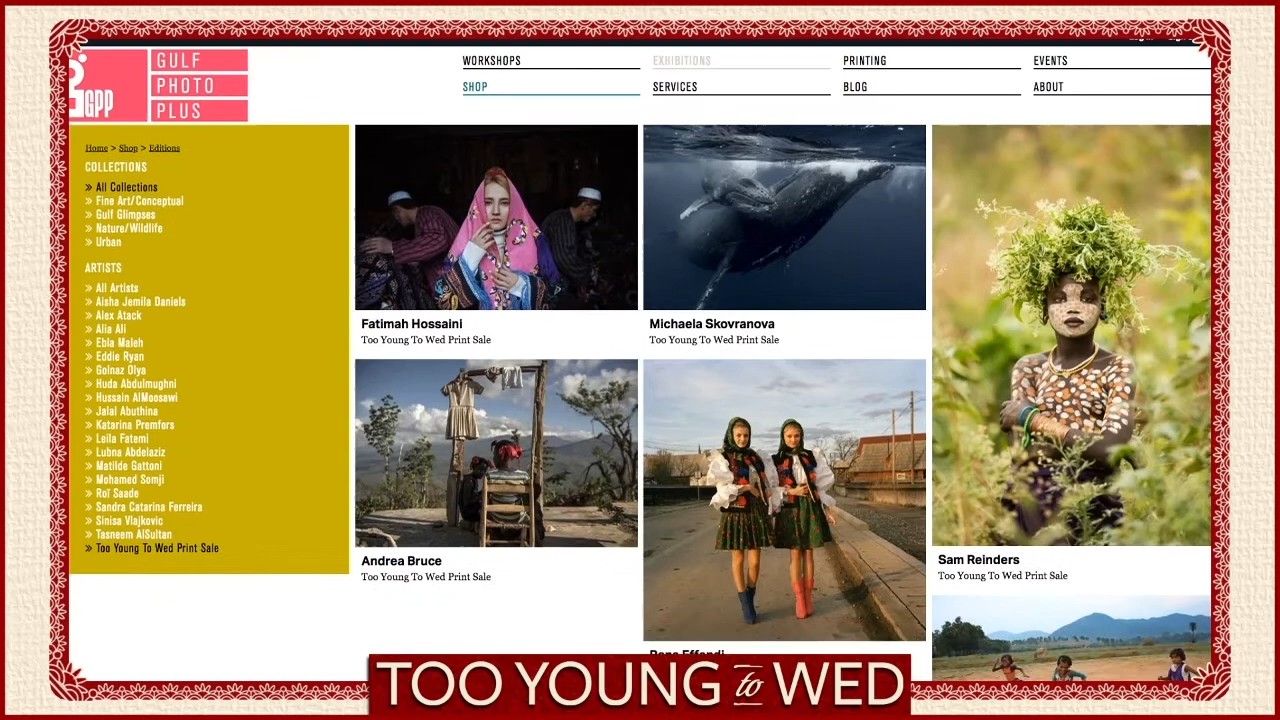 GPP
GULF
PHOTO
PLUS
WORKSHOPS
EXHIBITIONS
PRINTING
EVENTS
SHOP
SERVICES
BLOG
ABOUT
Home > Shop > Editions
COLLECTIONS
» All Collections
» Fine Art/Conceptual
» Gulf Glimpses
» Nature/Wildlife
» Urban
ARTISTS
» All Artists
» Aisha Jemila Daniels
» Alex Atack
» Alia Ali
» Ebla Maleh
» Eddie Ryan
» Golnaz Olya
» Huda Abdulmughni
» Hussain AlMoosawi
» Jalal Abuthina
» Katarina Premfors
» Leila Fatemi
» Lubna Abdelaziz
» Matilde Gattoni
» Mohamed Somji
» Roï Saade
» Sandra Catarina Ferreira
» Sinisa Vlajkovic
» Tasneem AlSultan
» Too Young To Wed Print Sale
Fatimah Hossaini
Too Young To Wed Print Sale
Michaela Skovranova
Too Young To Wed Print Sale
Andrea Bruce
Too Young To Wed Print Sale
Sam Reinders
Too Young To Wed Print Sale
TOO YOUNG to WED